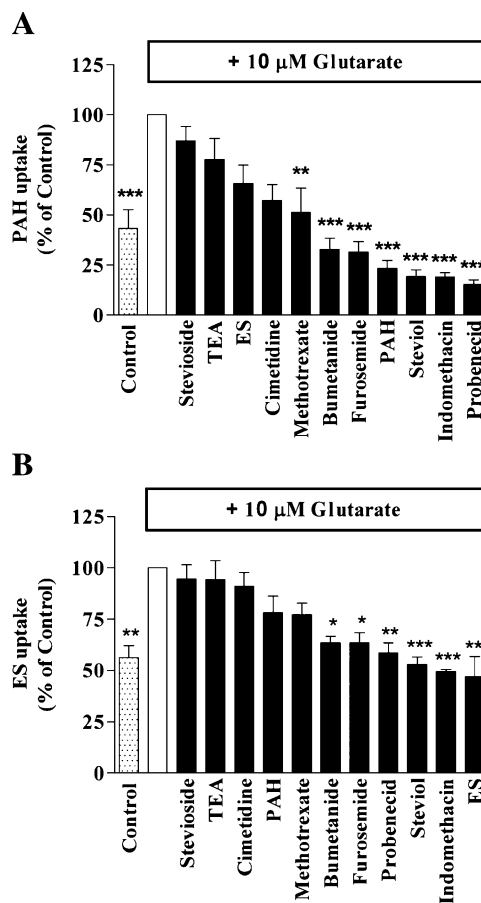 A
+ 10 μM Glutarate
PAH uptake
(% of Control)
125
100
75
50
25
0
***
**
***
***
***
***
***
***
Control
Stevioside
TEA
ES
Cimetidine
Methotrexate
Bumetanide
Furosemide
PAH
Steviol
Indomethacin
Probenecid
B
+ 10 μM Glutarate
ES uptake
(% of Control)
125
100
75
50
25
0
**
*
*
**
***
***
**
Control
Stevioside
TEA
Cimetidine
PAH
Methotrexate
Bumetanide
Furosemide
Probenecid
Steviol
Indomethacin
ES